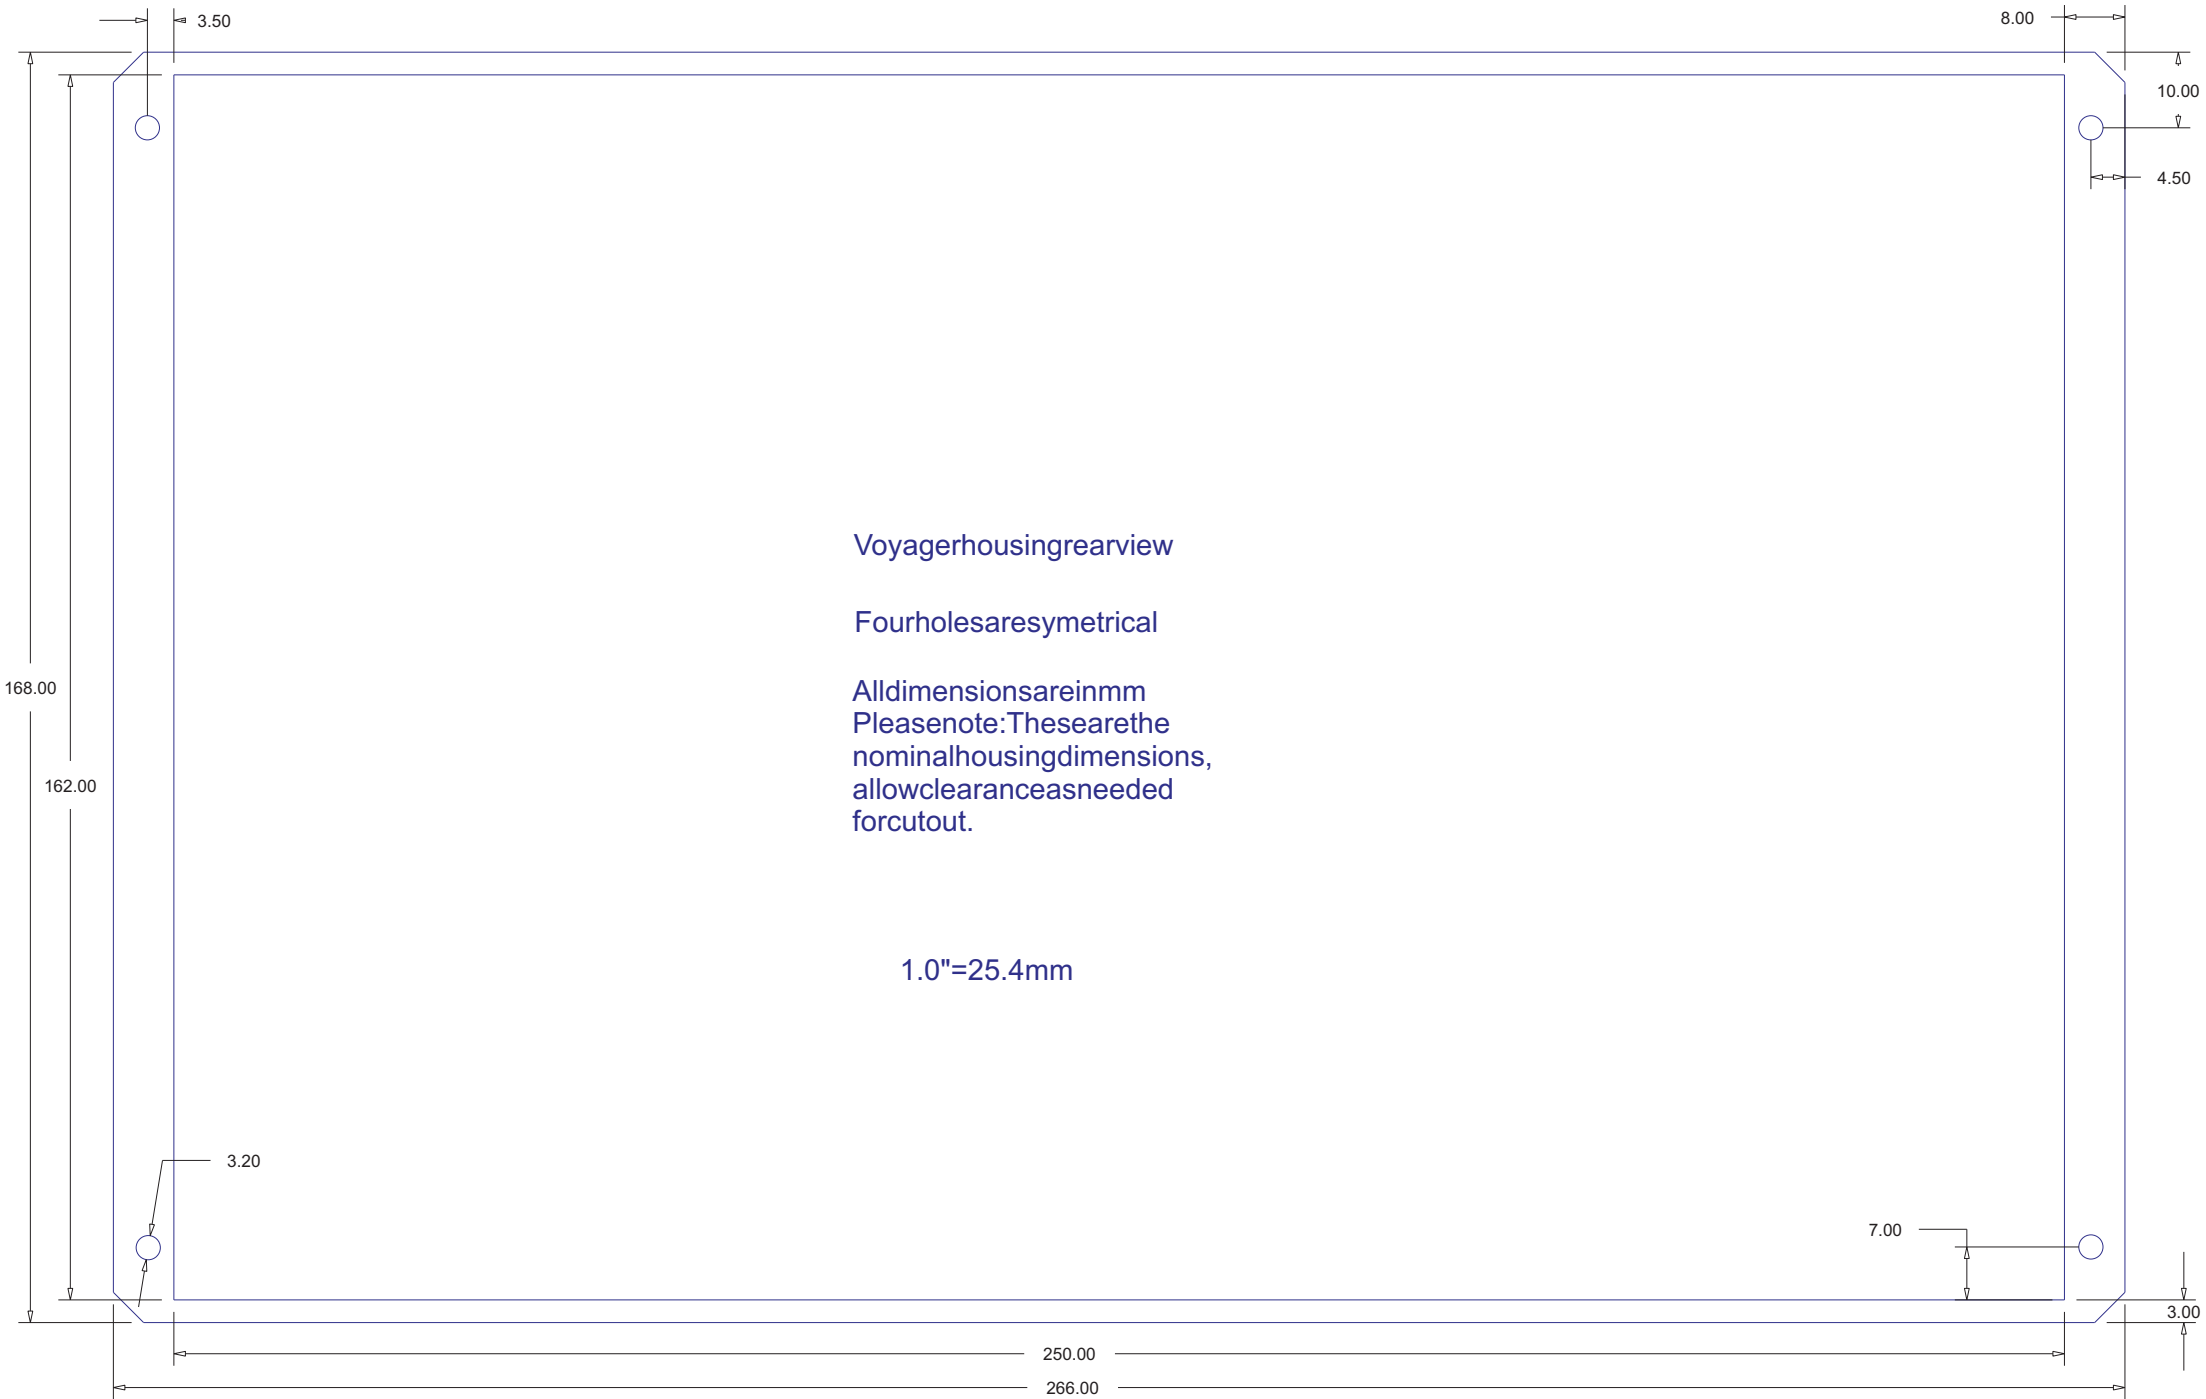 3.50
8.00
10.00
4.50
Voyagerhousingrearview
Fourholesaresymetrical
168.00
Alldimensionsareinmm
Pleasenote:Thesearethe
nominalhousingdimensions,
162.00
allowclearanceasneeded
forcutout.
1.0"=25.4mm
3.20
7.00
3.00
250.00
266.00